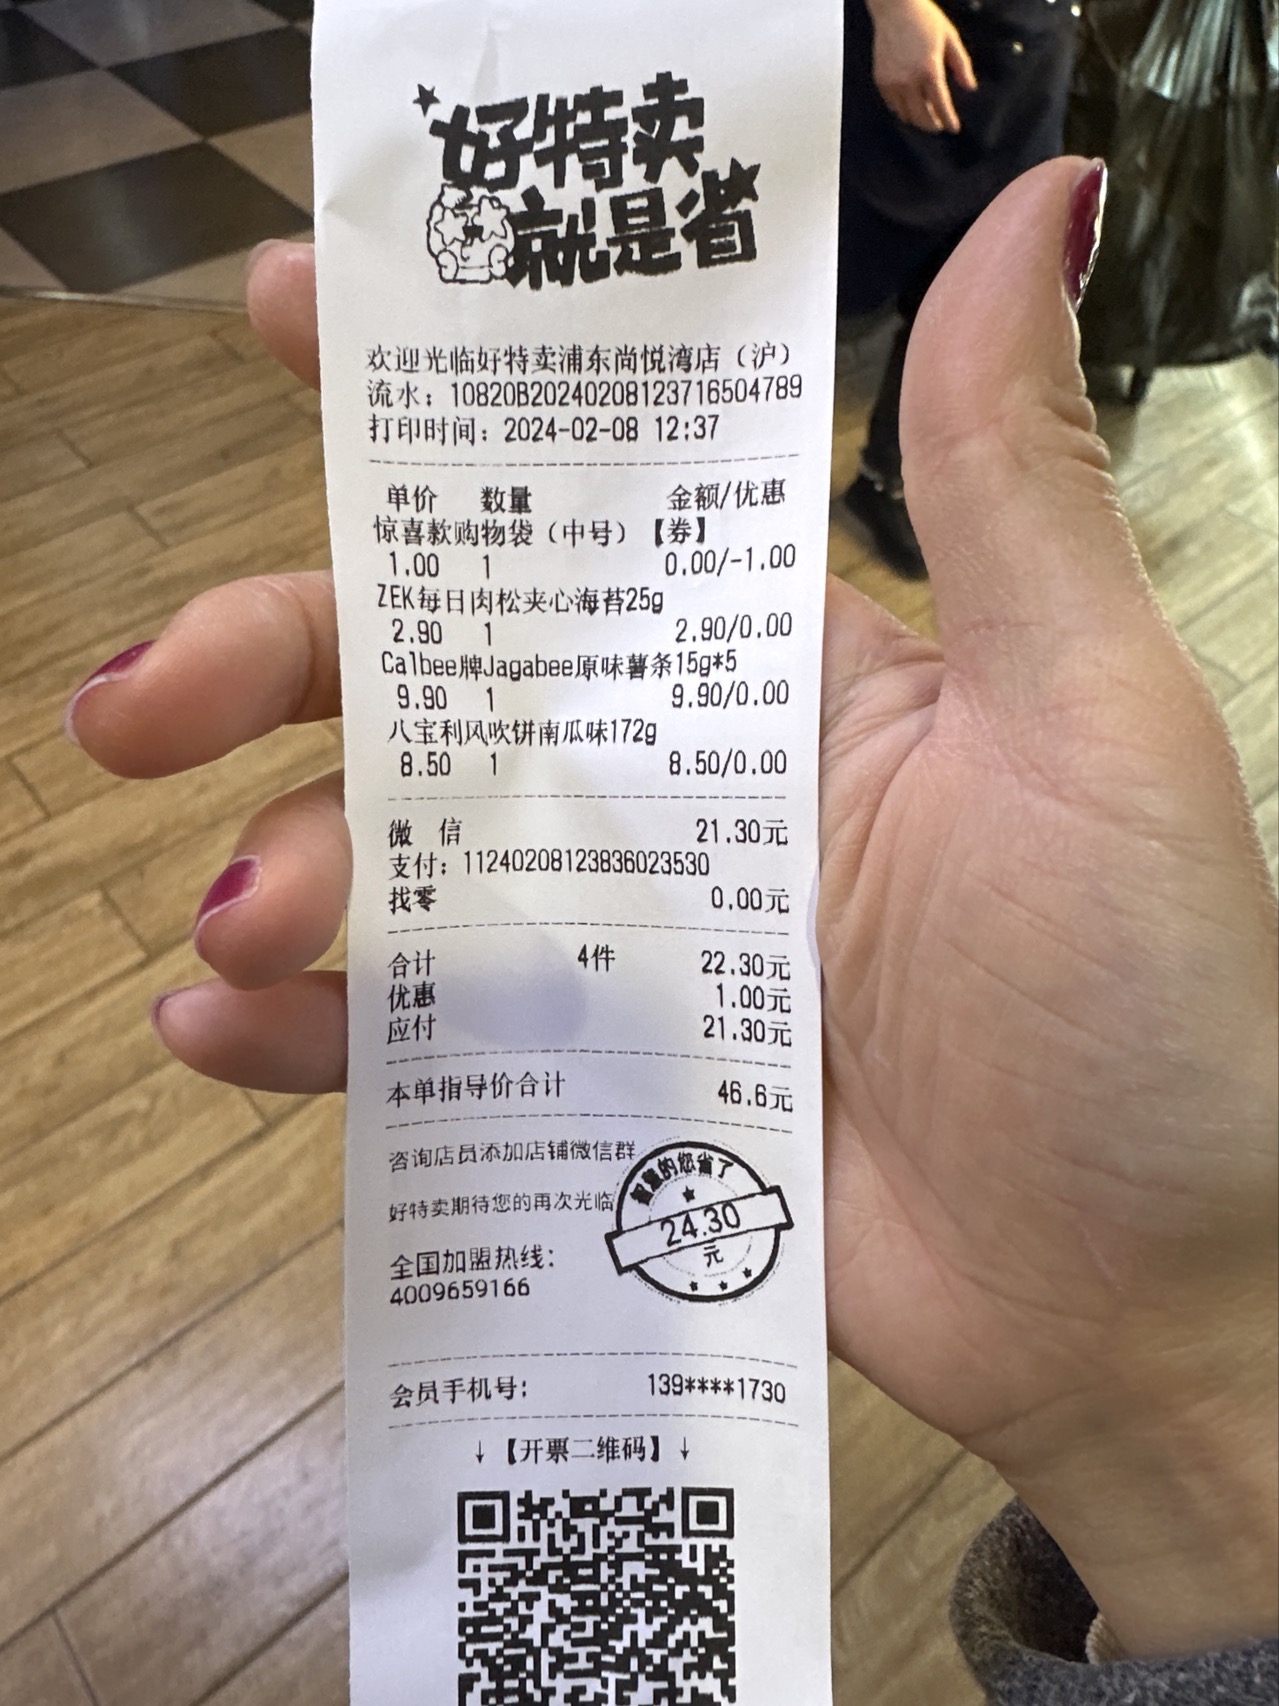 好特卖
就是省
欢迎光临好特卖浦东尚悦湾店（沪）
流水：10820B20240208123716504789
打印时间：2024-02-08 12:37
单价 数量 金额/优惠
惊喜款购物袋（中号）【券】
1.00 1 0.00/-1.00
ZEK每日肉松夹心海苔25g
2.90 1 2.90/0.00
Calbee牌Jagabee原味薯条15g*5
9.90 1 9.90/0.00
八宝利风吹饼南瓜味172g
8.50 1 8.50/0.00
微 信 21.30元
支付：11240208123836023530
找零 0.00元
合计 4件 22.30元
优惠 1.00元
应付 21.30元
本单指导价合计 46.6元
咨询店员添加店铺微信群
好特卖期待您的再次光临
智慧的您省了
24.30
元
全国加盟热线：
4009659166
会员手机号： 139****1730
↓【开票二维码】↓